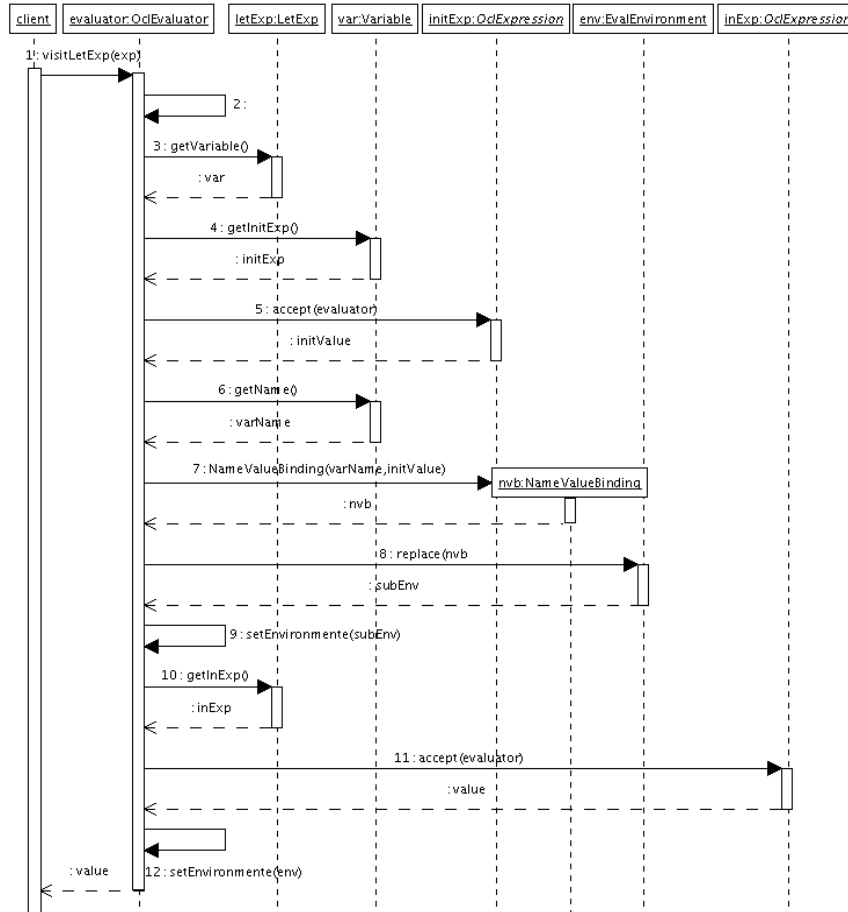 client
evaluator:OclEvaluator
letExp:LetExp
var:Variable
initExp:OclExpression
env:EvalEnvironment
inExp:OclExpression
1 : visitLetExp(exp)
2 :
3 : getVariable()
: var
4 : getInitExp()
: initExp
5 : accept(evaluator)
: initValue
6 : getName()
: varName
7 : NameValueBinding(varName,initValue)
nvb:NameValueBinding
: nvb
8 : replace(nvb
: subEnv
9 : setEnvironmente(subEnv)
10 : getInExp()
: inExp
11 : accept(evaluator)
: value
12 : setEnvironmente(env)
: value